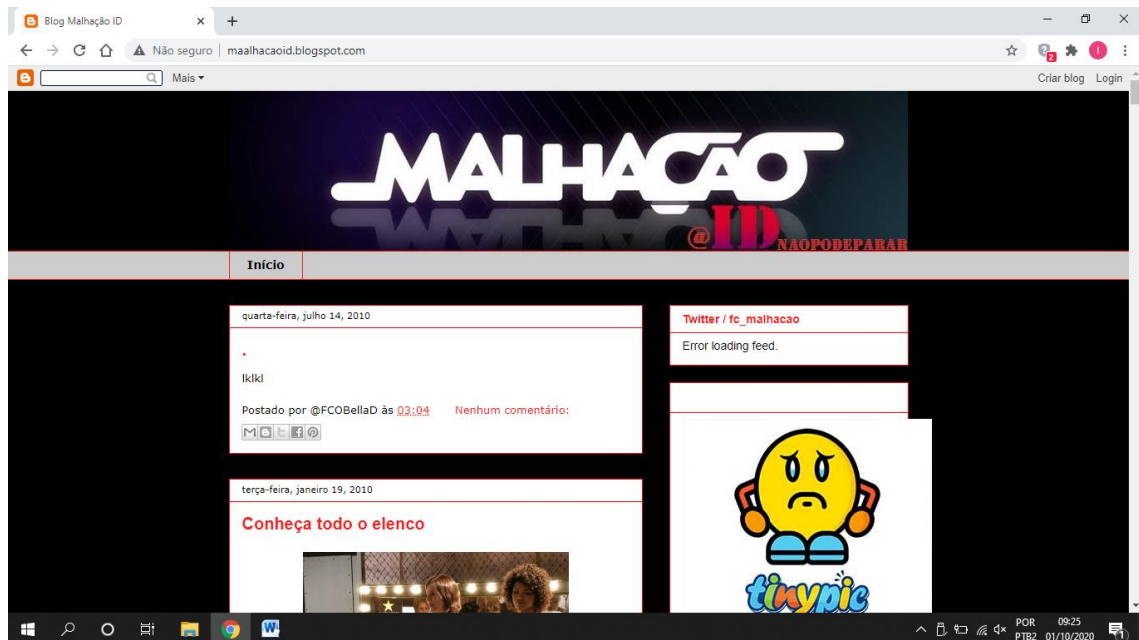 Blog Malhação ID
Não seguro
maalhacaoid.blogspot.com
Mais
Criar blog Login
MALHAÇÃO
@IDNAOPODEPARAR
Início
quarta-feira, julho 14, 2010
.
lklkl
Postado por @FCOBellaD às 03:04 Nenhum comentário:
terça-feira, janeiro 19, 2010
Conheça todo o elenco
Twitter / fc_malhacao
Error loading feed.
tinypic
POR
PTB2
09:25
01/10/2020